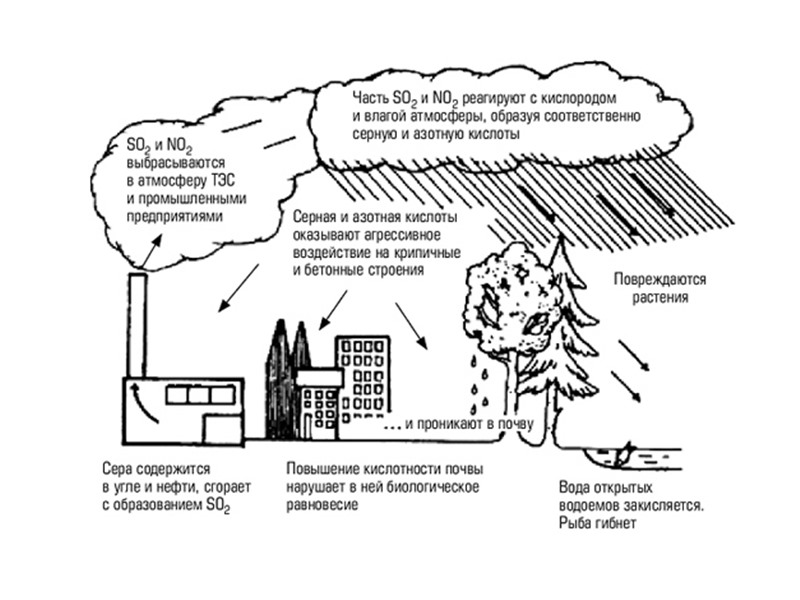 Часть SO₂ и NO₂ реагируют с кислородом
и влагой атмосферы, образуя соответственно
серную и азотную кислоты
SO₂ и NO₂
выбрасываются
в атмосферу ТЭС
и промышленными
предприятиями
Серная и азотная кислоты
оказывают агрессивное
воздействие на крипичные
и бетонные строения
Повреждаются
растения
... и проникают в почву
Сера содержится
в угле и нефти, сгорает
с образованием SO₂
Повышение кислотности почвы
нарушает в ней биологическое
равновесие
Вода открытых
водоемов закисляется.
Рыба гибнет